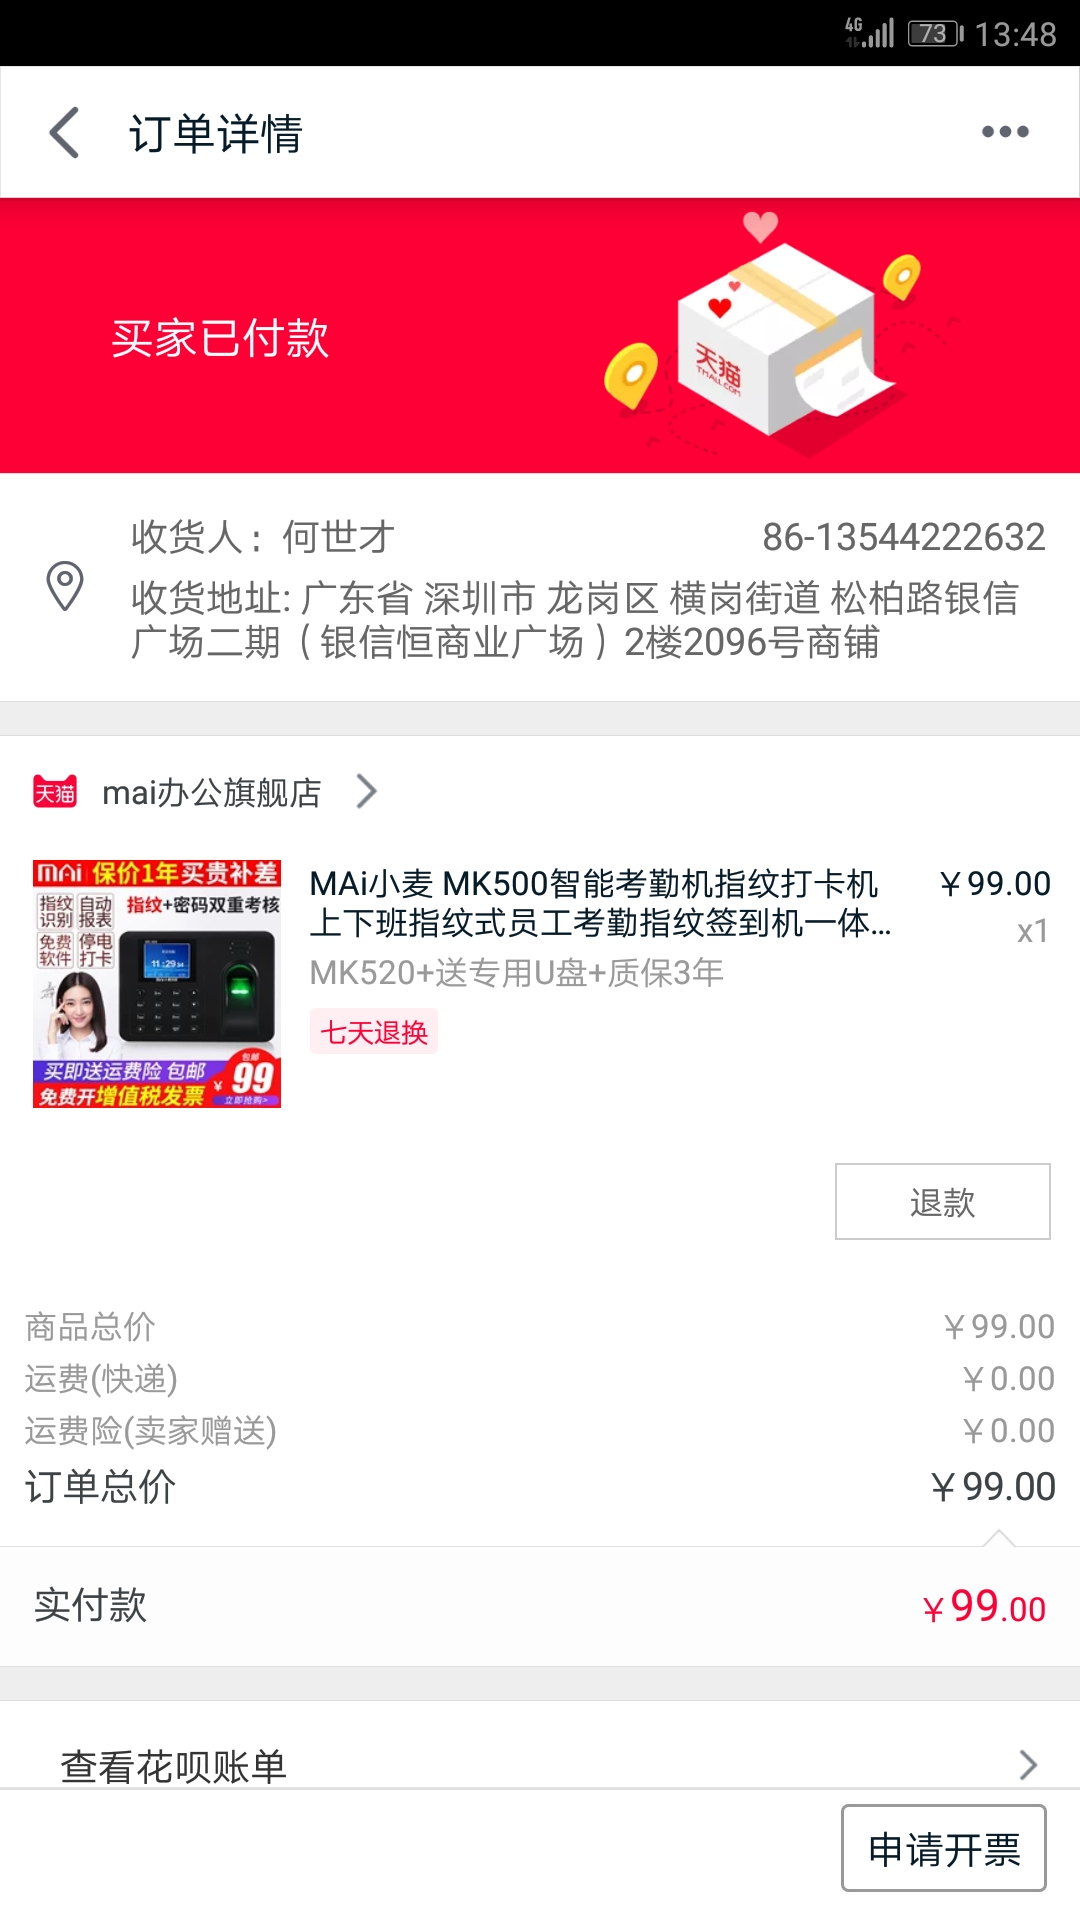 4G 73 13:48
订单详情
买家已付款
天猫
TMALL.COM
收货人：何世才 86-13544222632
收货地址: 广东省 深圳市 龙岗区 横岗街道 松柏路银信
广场二期（银信恒商业广场）2楼2096号商铺
天猫 mai办公旗舰店
MAi 保价1年买贵补差
指纹识别 自动报表 指纹+密码双重考核
免费软件 停电打卡
11:29
买即送运费险 包邮
免费开增值税发票
包邮
¥99
立即抢购>
MAi小麦 MK500智能考勤机指纹打卡机 ￥99.00
上下班指纹式员工考勤指纹签到机一体... x1
MK520+送专用U盘+质保3年
七天退换
退款
商品总价 ￥99.00
运费(快递) ￥0.00
运费险(卖家赠送) ￥0.00
订单总价 ￥99.00
实付款 ￥99.00
查看花呗账单
申请开票